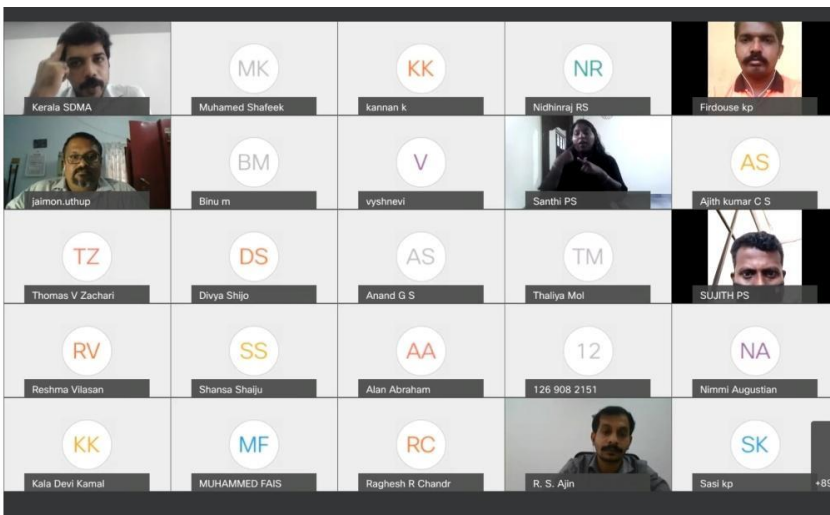 Kerala SDMA
MK
Muhamed Shafeek
KK
kannan k
NR
Nidhinraj RS
Firdouse kp
jaimon.uthup
BM
Binu m
V
vyshnevi
Santhi PS
AS
Ajith kumar C S
TZ
Thomas V Zachari
DS
Divya Shijo
AS
Anand G S
TM
Thaliya Mol
SUJITH PS
RV
Reshma Vilasan
SS
Shansa Shaiju
AA
Alan Abraham
12
126 908 2151
NA
Nimmi Augustian
KK
Kala Devi Kamal
MF
MUHAMMED FAIS
RC
Raghesh R Chandr
R. S. Ajin
SK
Sasi kp
+89